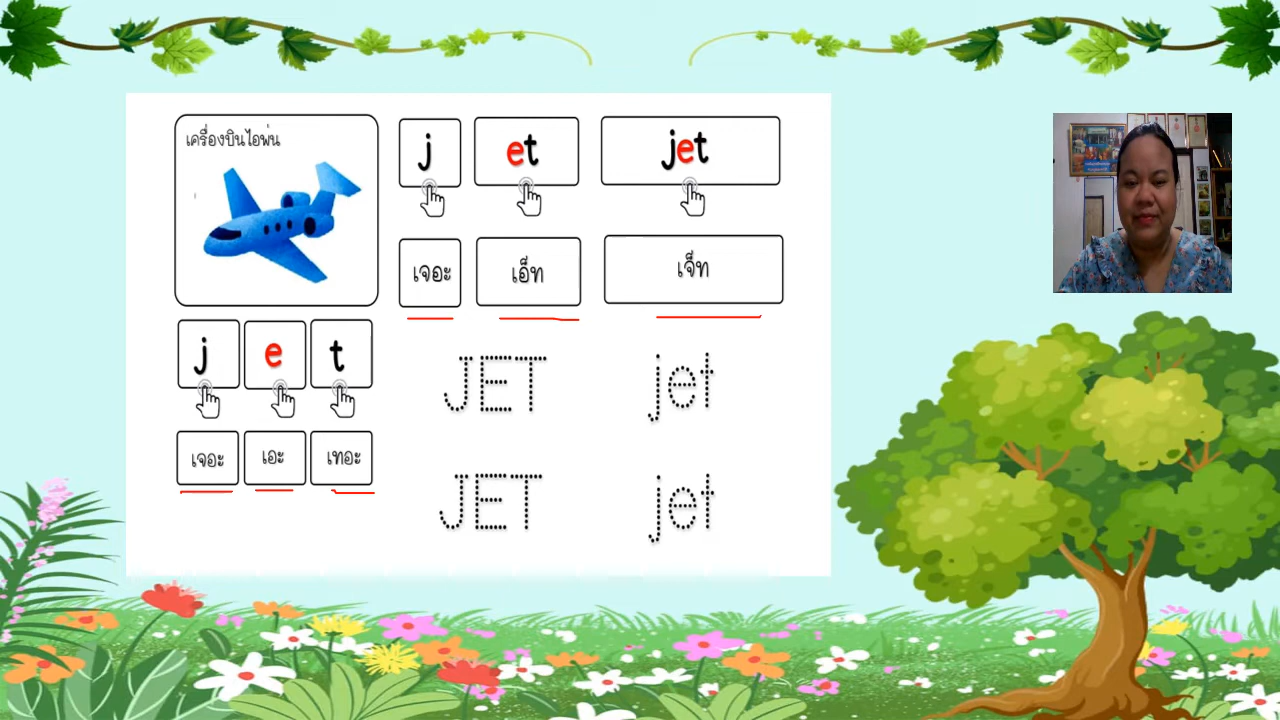 เครื่องบินไอพ่น
j et jet
เจอะ เอ็ท เจ็ท
j e t
เจอะ เอะ เทอะ
JET jet
JET jet